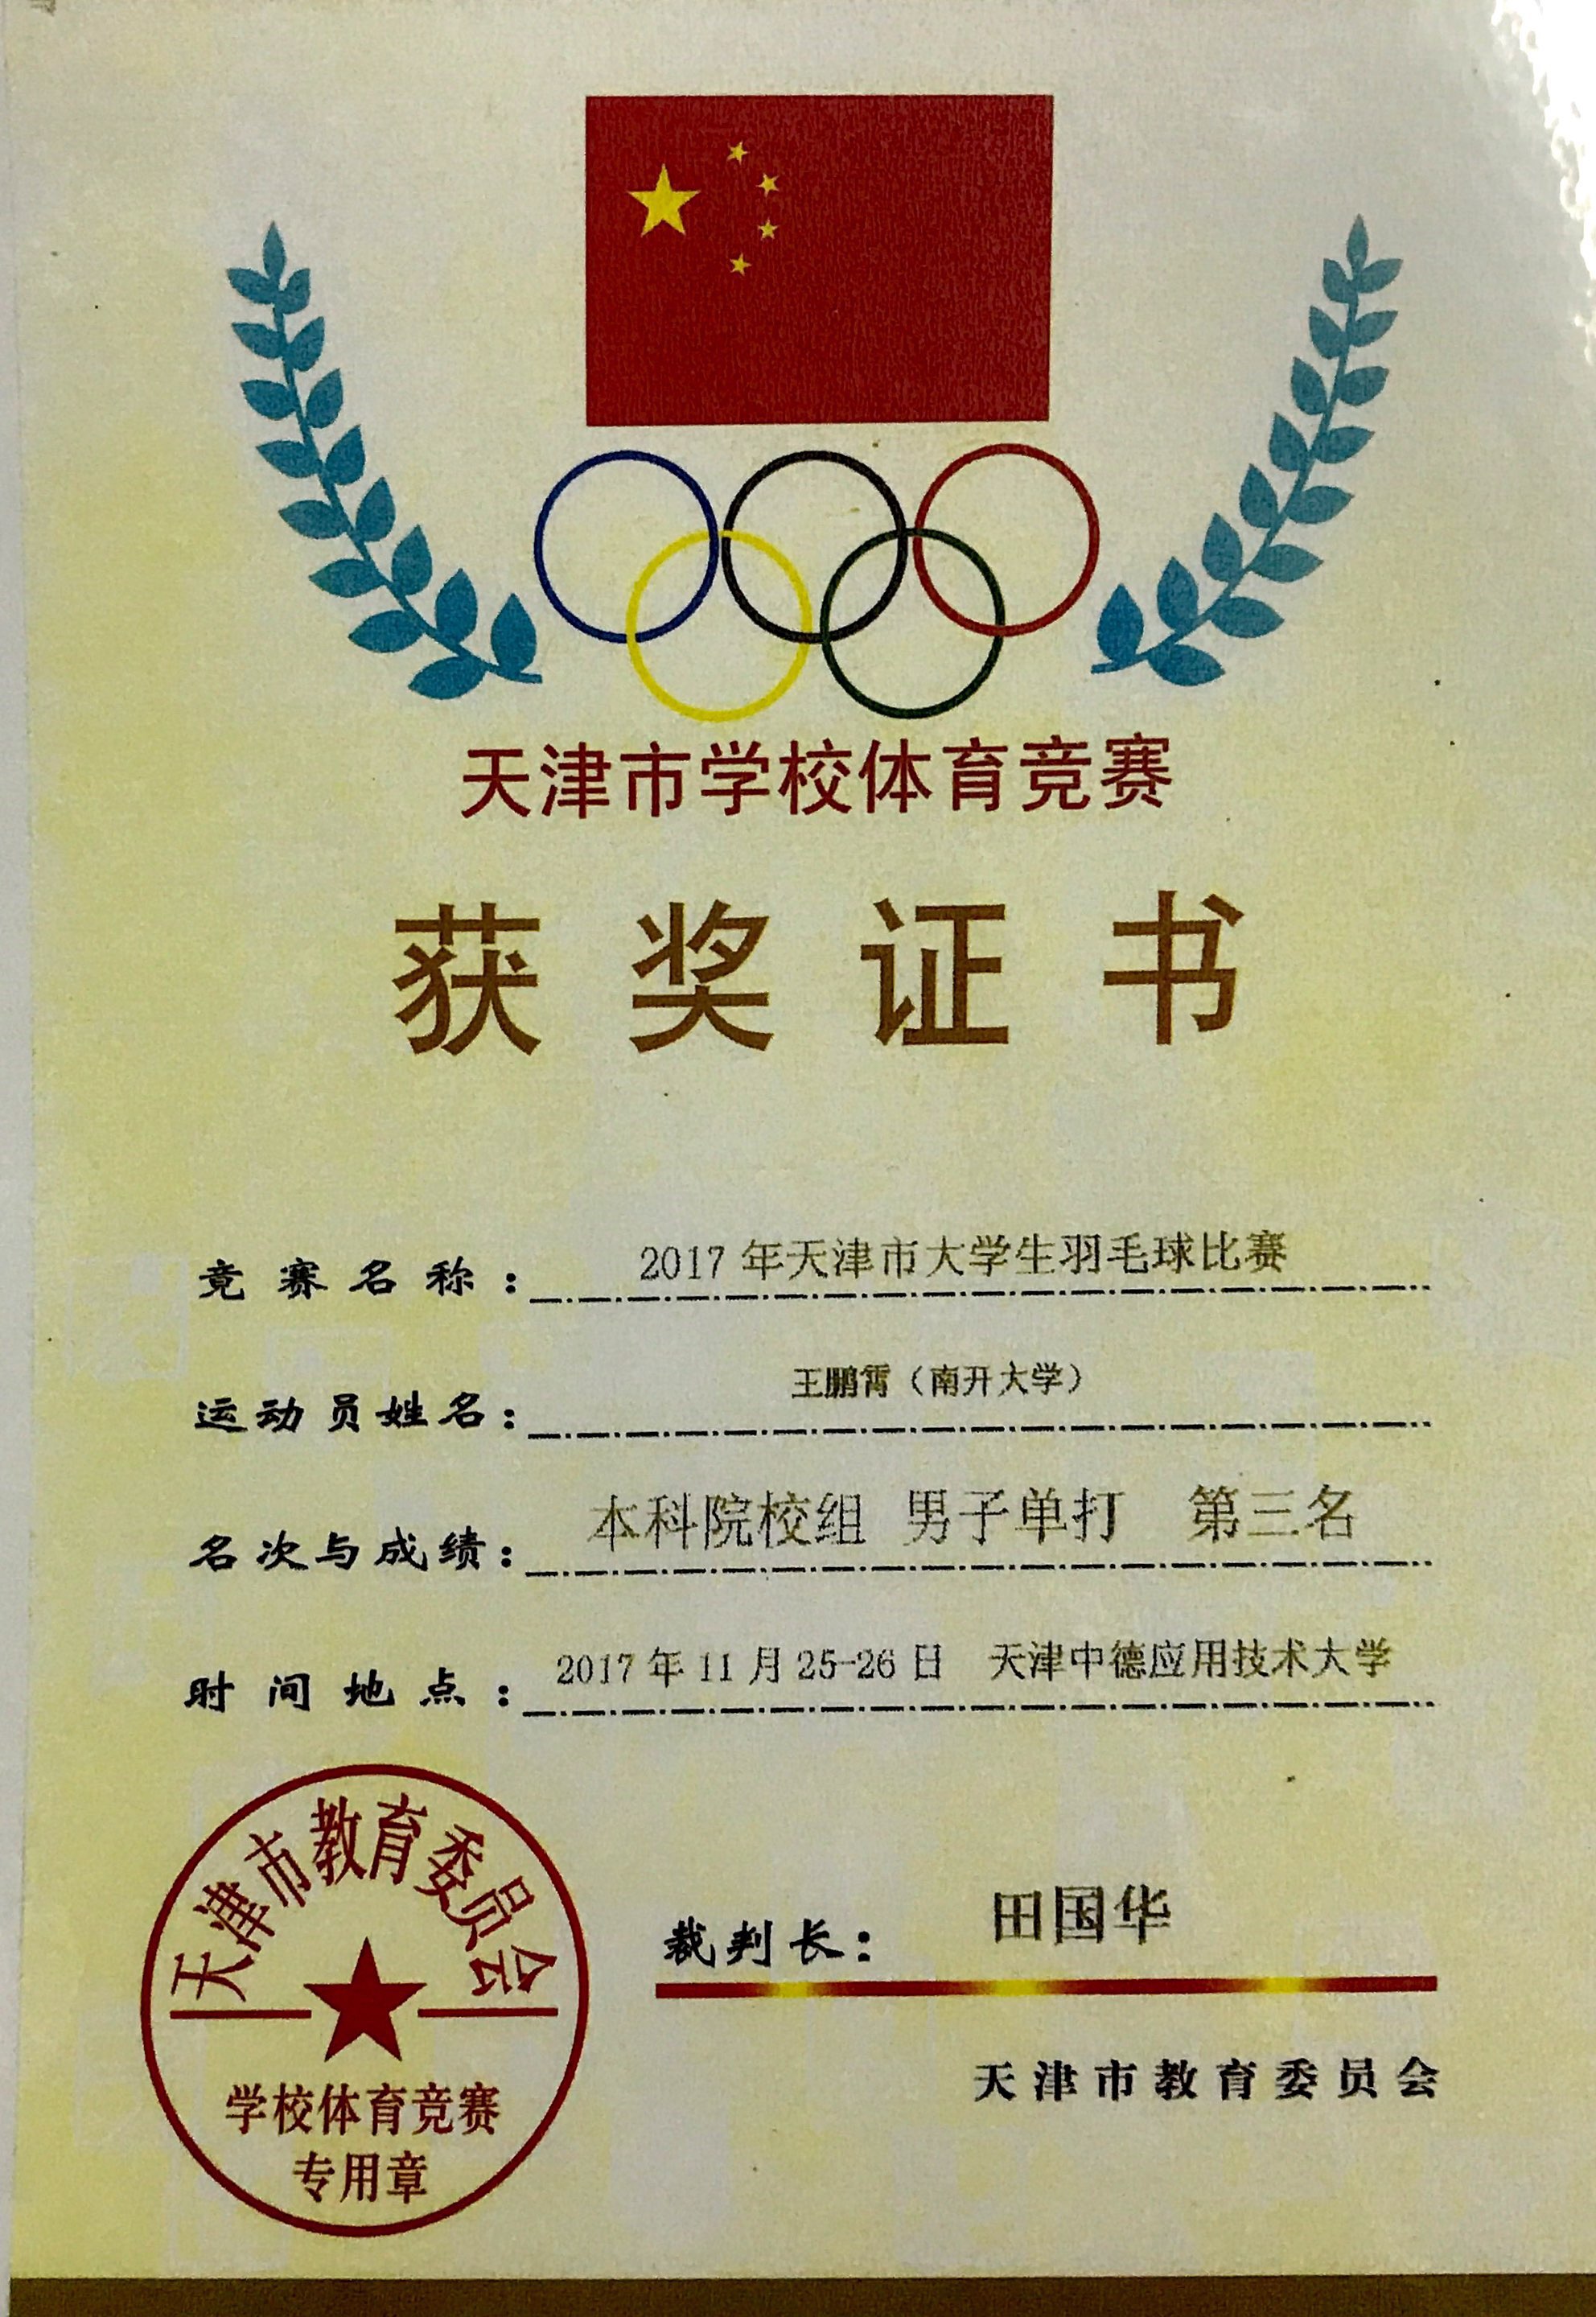 天津市学校体育竞赛
获奖证书
竞赛名称： 2017年天津市大学生羽毛球比赛
运动员姓名： 王鹏霄（南开大学）
名次与成绩： 本科院校组 男子单打 第三名
时间地点： 2017年11月25-26日 天津中德应用技术大学
天津市教育委员会
学校体育竞赛
专用章
裁判长： 田国华
天津市教育委员会